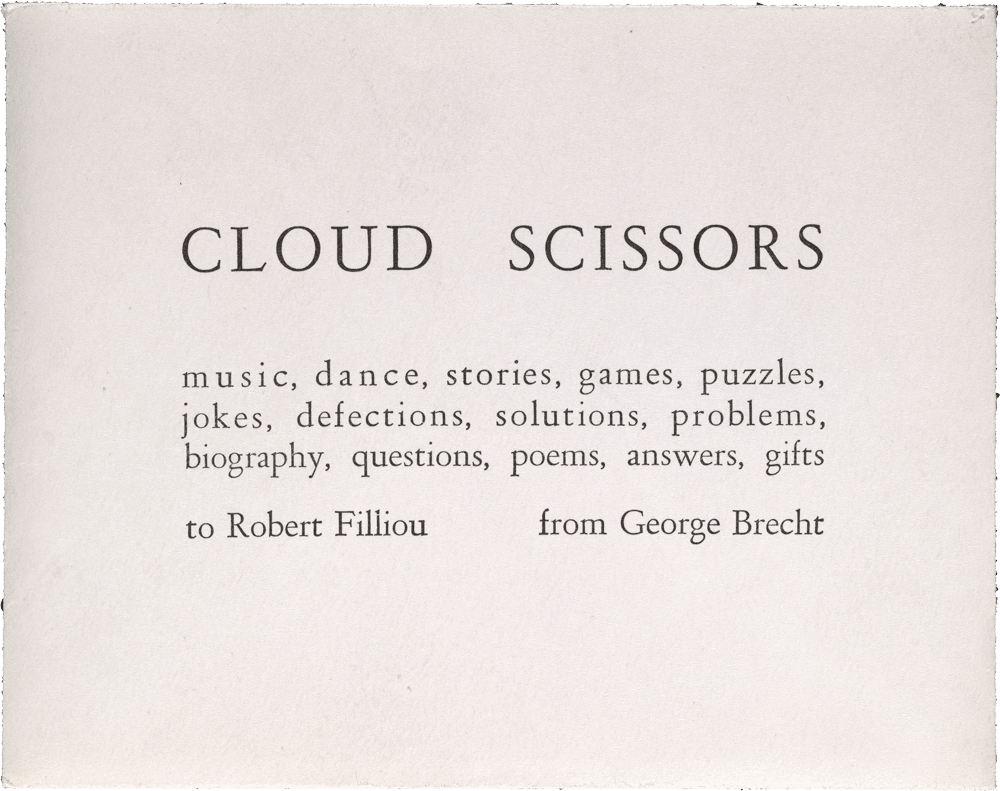 CLOUD SCISSORS
music, dance, stories, games, puzzles,
jokes, defections, solutions, problems,
biography, questions, poems, answers, gifts
to Robert Filliou from George Brecht